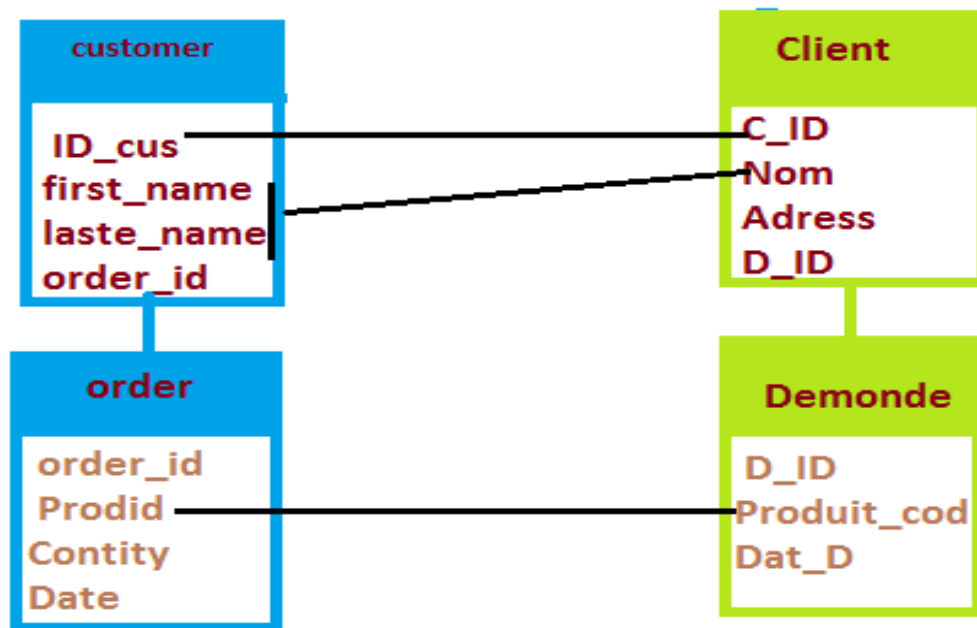 customer
ID_cus
first_name
laste_name
order_id
order
order_id
Prodid
Contity
Date
Client
C_ID
Nom
Adress
D_ID
Demonde
D_ID
Produit_cod
Dat_D